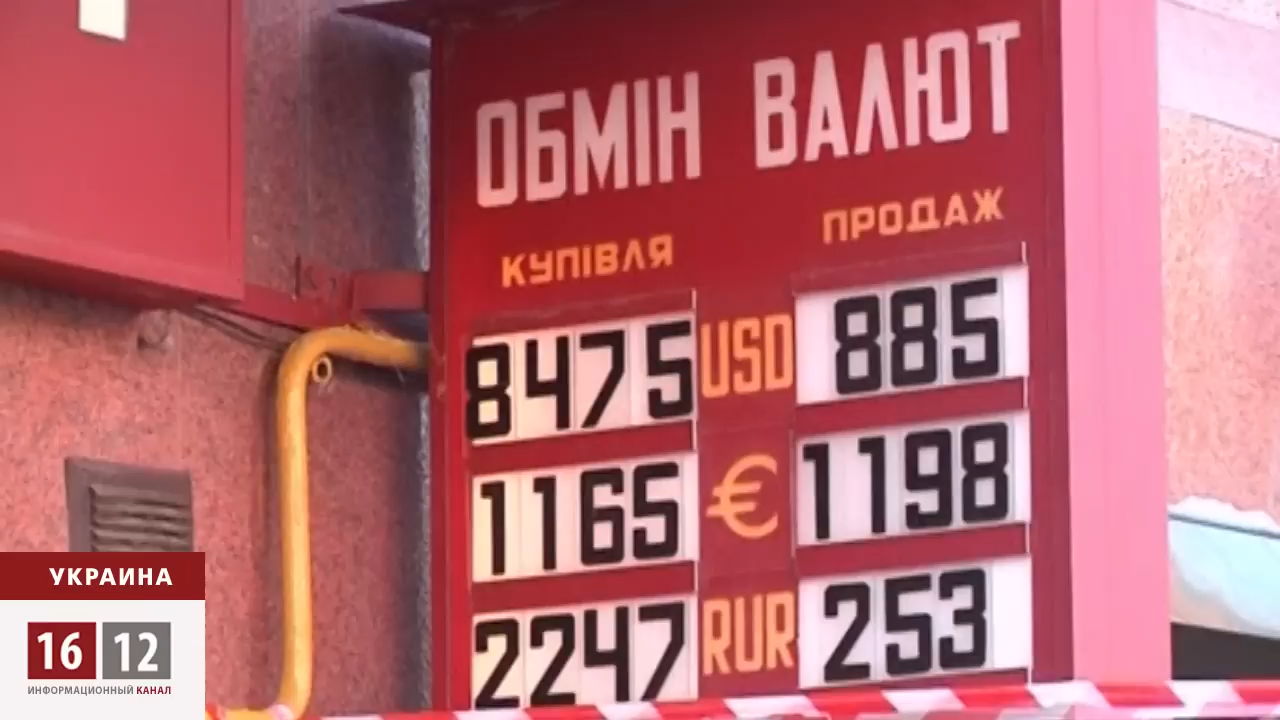 ОБМІН ВАЛЮТ
КУПІВЛЯ ПРОДАЖ
8475 USD 885
1165 € 1198
2247 RUR 253
УКРАИНА
16 12
ИНФОРМАЦИОННЫЙ КАНАЛ